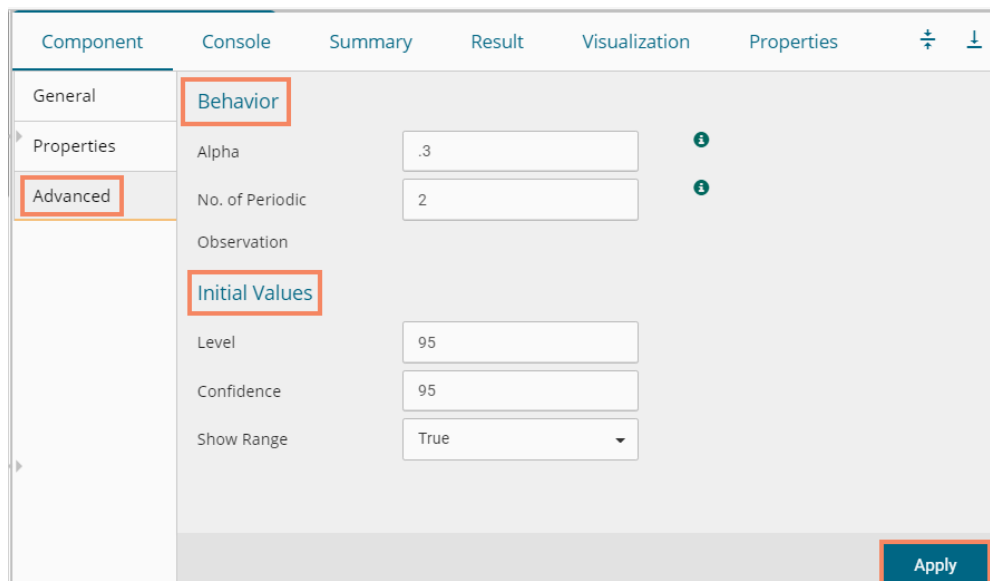 Component Console Summary Result Visualization Properties
General
Properties
Advanced
Behavior
Alpha .3
No. of Periodic 2
Observation
Initial Values
Level 95
Confidence 95
Show Range True
Apply